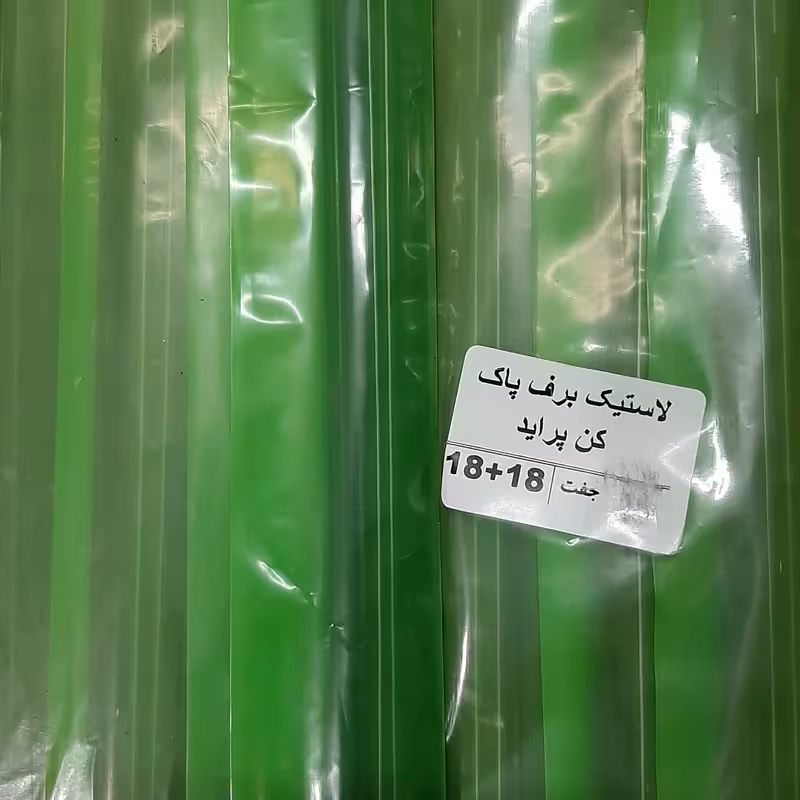 لاستیک برف پاک
کن پراید
جفت 18+18